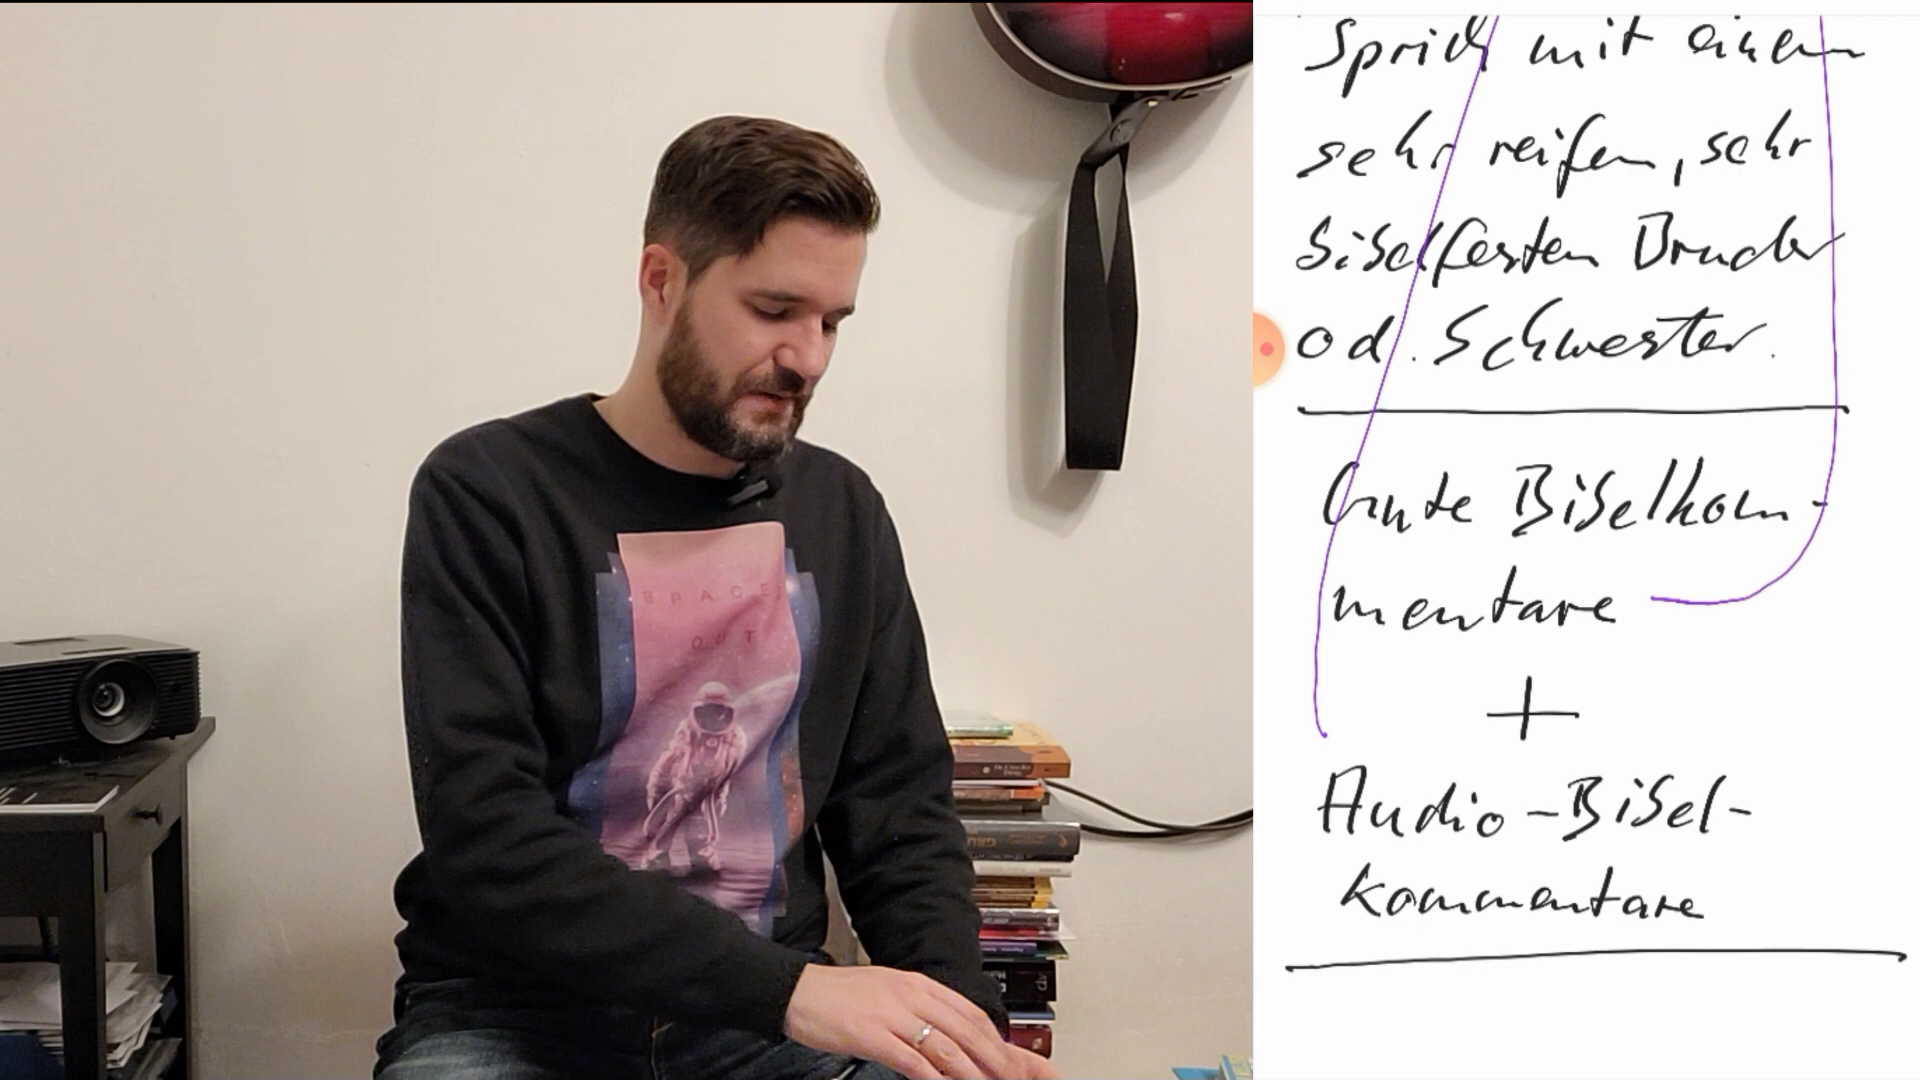 SPACE
OUT
Sprich mit einem
sehr reifen, sehr
bibelfesten Bruder
od. Schwester.
Gute Bibelkom-
mentare
+
Audio-Bibel-
kommentare